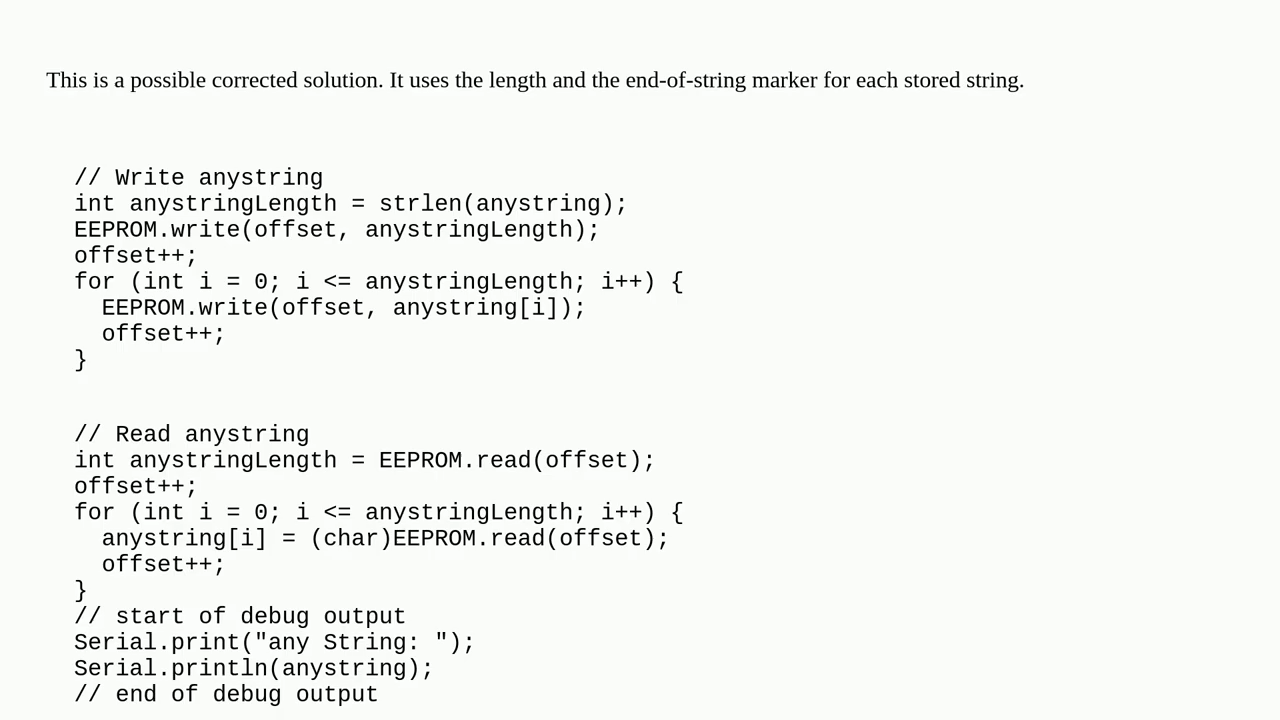 This is a possible corrected solution. It uses the length and the end-of-string marker for each stored string.
// Write anystring
int anystringLength = strlen(anystring);
EEPROM.write(offset, anystringLength);
offset++;
for (int i = 0; i <= anystringLength; i++) {
  EEPROM.write(offset, anystring[i]);
  offset++;
}
// Read anystring
int anystringLength = EEPROM.read(offset);
offset++;
for (int i = 0; i <= anystringLength; i++) {
  anystring[i] = (char)EEPROM.read(offset);
  offset++;
}
// start of debug output
Serial.print("any String: ");
Serial.println(anystring);
// end of debug output